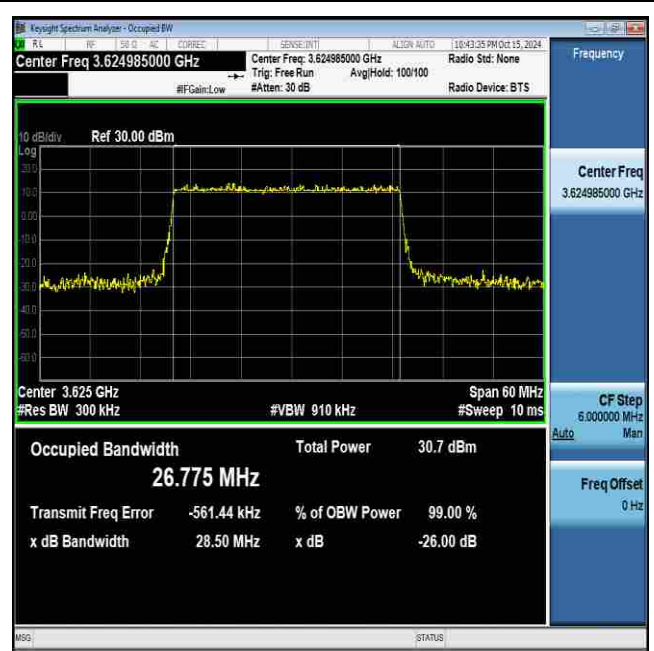 Keysight Spectrum Analyzer - Occupied BW
RL RF 50 Ω AC CORREC SENSE:INT ALIGN AUTO 10:43:35 PM Oct 15, 2024
Center Freq 3.624985000 GHz
Center Freq: 3.624985000 GHz
Radio Std: None
Trig: Free Run Avg|Hold: 100/100
#IFGain:Low
#Atten: 30 dB
Radio Device: BTS
Frequency
10 dB/div Ref 30.00 dBm
Log
20.0
10.0
0.00
-10.0
-20.0
-30.0
-40.0
-50.0
-60.0
Center 3.625 GHz
Span 60 MHz
#Res BW 300 kHz
#VBW 910 kHz
#Sweep 10 ms
Center Freq
3.624985000 GHz
CF Step
6.000000 MHz
Auto Man
Freq Offset
0 Hz
Occupied Bandwidth
26.775 MHz
Total Power 30.7 dBm
Transmit Freq Error -561.44 kHz
% of OBW Power 99.00 %
x dB Bandwidth 28.50 MHz
x dB -26.00 dB
MSG
STATUS